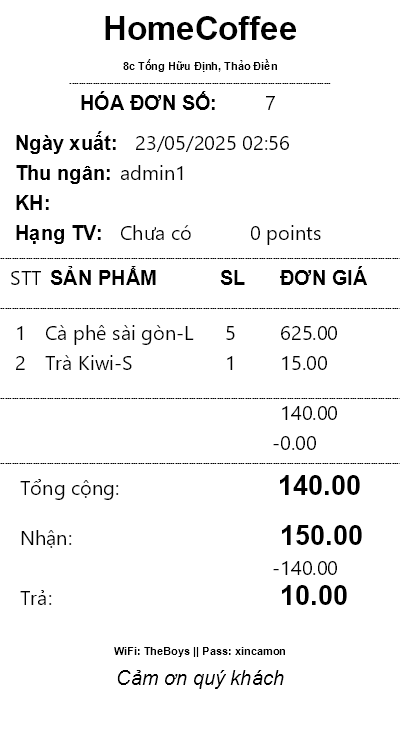 HomeCoffee
8c Tống Hữu Định, Thảo Điền
HÓA ĐƠN SỐ: 7
Ngày xuất: 23/05/2025 02:56
Thu ngân: admin1
KH:
Hạng TV: Chưa có 0 points
STT SẢN PHẨM SL ĐƠN GIÁ
1 Cà phê sài gòn-L 5 625.00
2 Trà Kiwi-S 1 15.00
140.00
-0.00
Tổng cộng: 140.00
Nhận: 150.00
-140.00
Trả: 10.00
WiFi: TheBoys || Pass: xincamon
Cảm ơn quý khách